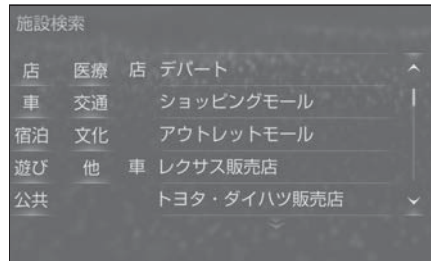 施設検索
店 医療 店 デパート
車 交通 ショッピングモール
宿泊 文化 アウトレットモール
遊び 他 車 レクサス販売店
公共 トヨタ・ダイハツ販売店